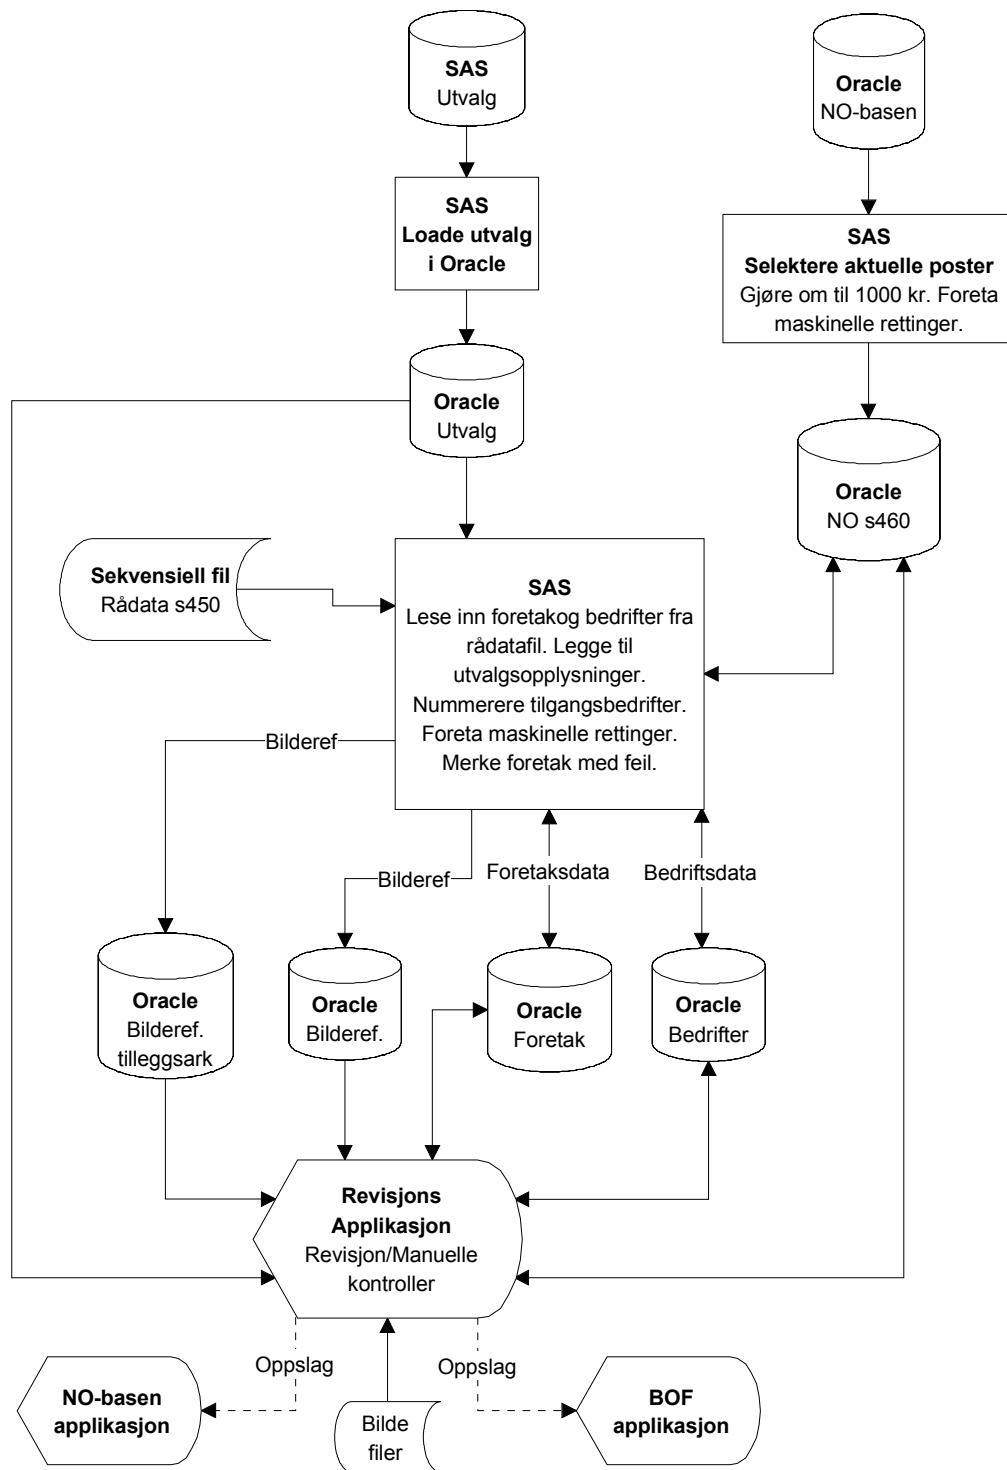 SAS
Utvalg
Oracle
NO-basen
SAS
Loade utvalg
i Oracle
SAS
Selektere aktuelle poster
Gjøre om til 1000 kr. Foreta
maskinelle rettinger.
Oracle
Utvalg
Oracle
NO s460
Sekvensiell fil
Rådata s450
SAS
Lese inn foretakog bedrifter fra
rådatafil. Legge til
utvalgsopplysninger.
Nummerere tilgangsbedrifter.
Foreta maskinelle rettinger.
Merke foretak med feil.
Bilderef
Bilderef
Foretaksdata
Bedriftsdata
Oracle
Bilderef.
tilleggsark
Oracle
Bilderef.
Oracle
Foretak
Oracle
Bedrifter
Revisjons
Applikasjon
Revisjon/Manuelle
kontroller
Oppslag
Oppslag
NO-basen
applikasjon
Bilde
filer
BOF
applikasjon